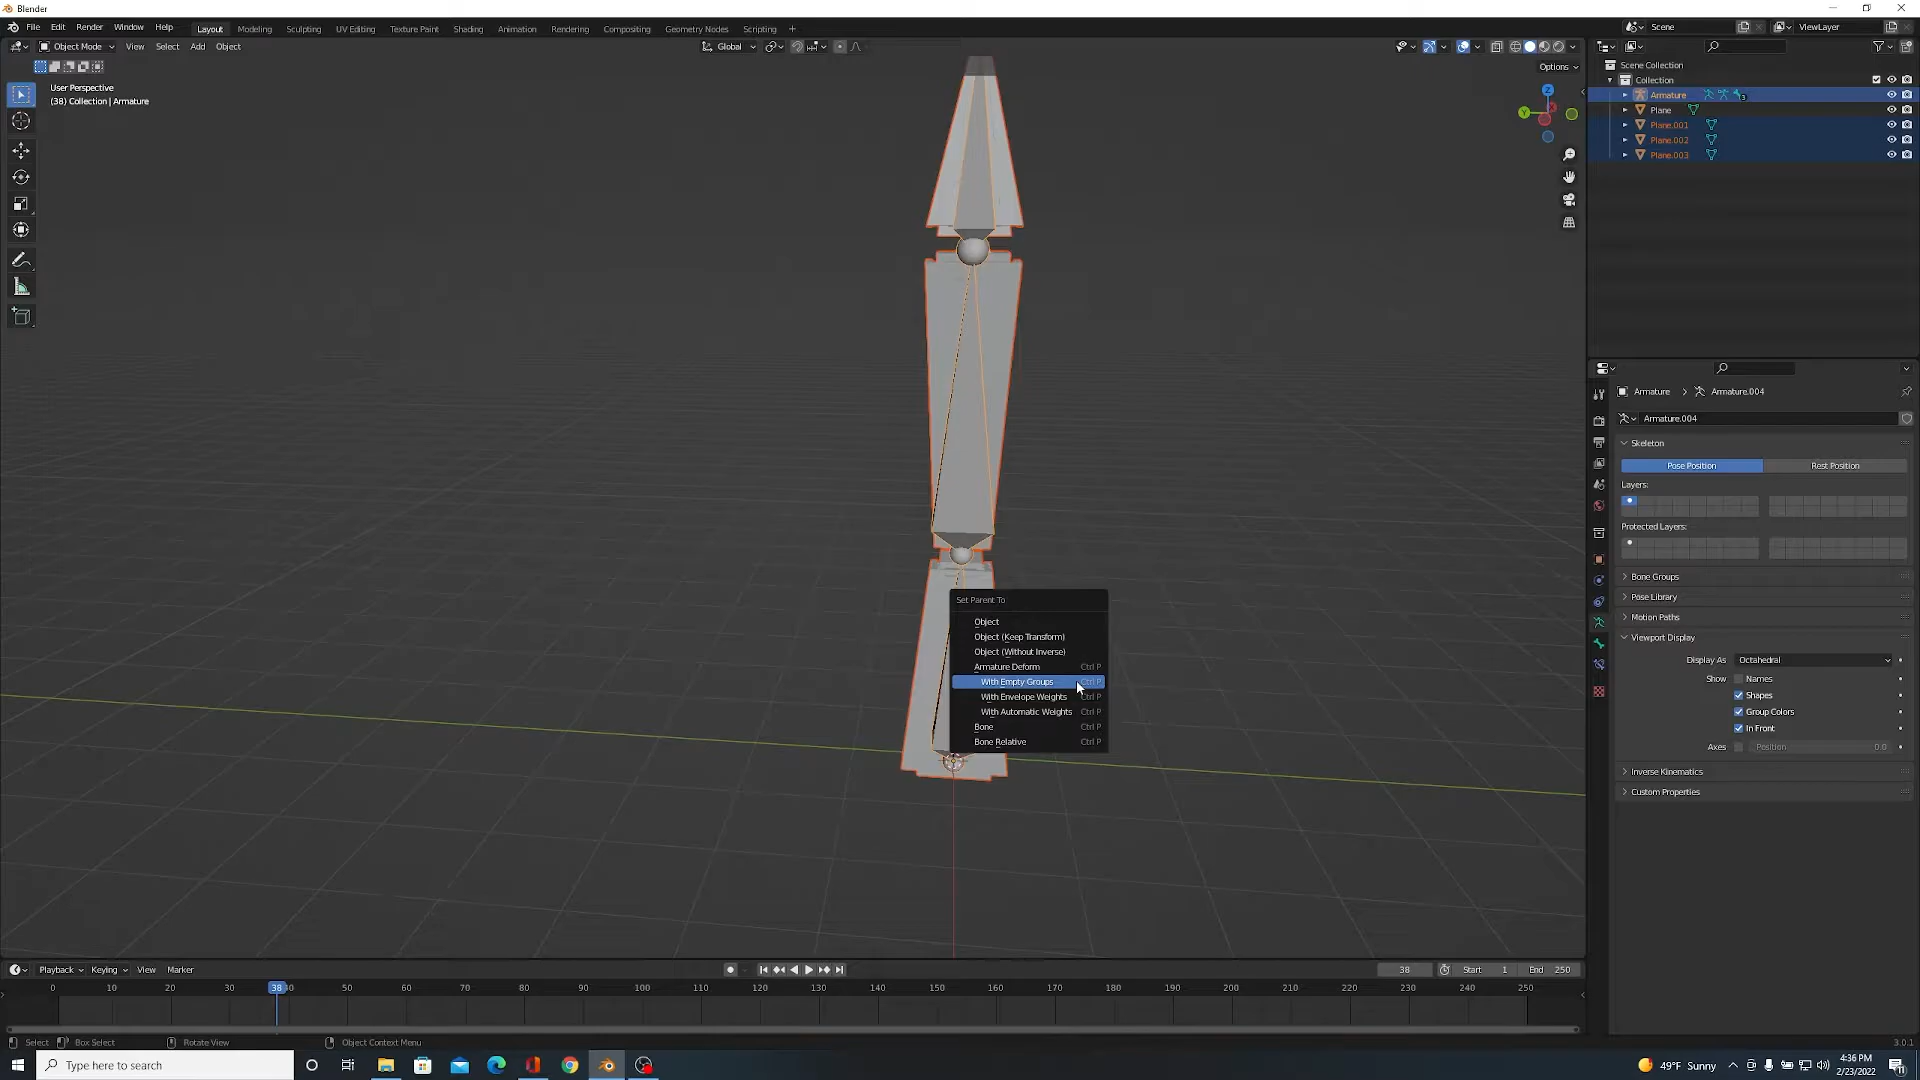 Blender
File Edit Render Window Help Layout Modeling Sculpting UV Editing Texture Paint Shading Animation Rendering Compositing Geometry Nodes Scripting + Scene ViewLayer
Object Mode View Select Add Object Global
Options
User Perspective
(38) Collection | Armature
Z
Y
Scene Collection
Collection
Armature 3
Plane
Plane.001
Plane.002
Plane.003
Armature > Armature.004
Armature.004
Skeleton
Pose Position Rest Position
Layers:
Protected Layers:
Bone Groups
Pose Library
Motion Paths
Viewport Display
Display As Octahedral
Show Names
Shapes
Group Colors
In Front
Axes Position 0.0
Inverse Kinematics
Custom Properties
Set Parent To
Object
Object (Keep Transform)
Object (Without Inverse)
Armature Deform Ctrl P
With Empty Groups Ctrl P
With Envelope Weights Ctrl P
With Automatic Weights Ctrl P
Bone Ctrl P
Bone Relative Ctrl P
Playback Keying View Marker 38 Start 1 End 250
0 10 20 30 38 50 60 70 80 90 100 110 120 130 140 150 160 170 180 190 200 210 220 230 240 250
Select Box Select Rotate View Object Context Menu 3.0.1
Type here to search 49°F Sunny 4:36 PM
2/23/2022